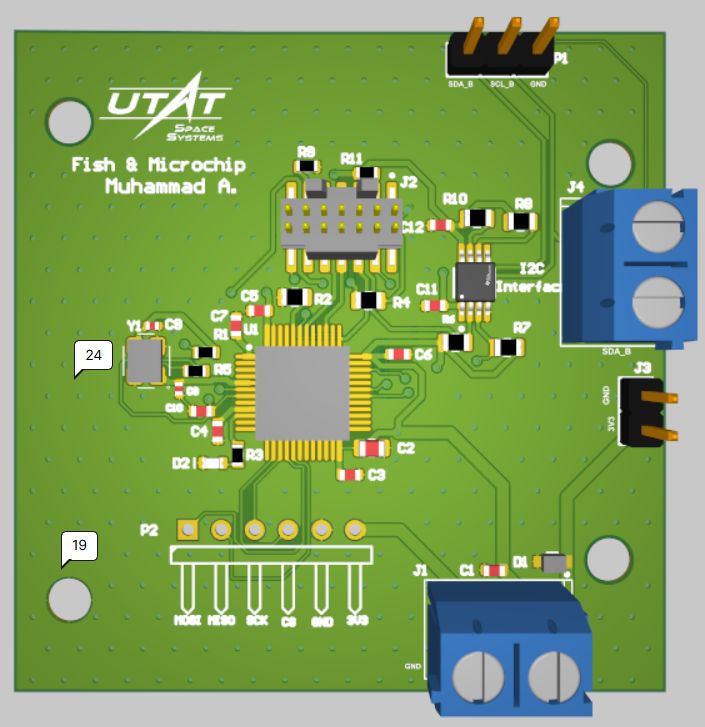 P1
SDA_B SCL_B GND
UTAT
SPACE
SYSTEMS
Fish & Microchip
Muhammad A.
R9
R11
J2
J4
R10
R8
C12
I2C
Interfac
C11
C5
R2
R4
C7
R6
R7
Y1
C9
R1
U1
24
C6
J3
R5
SDA_B
GND
C8
C10
3V3
C4
C2
R3
D2
C3
P2
19
J1
C1
D1
MOSI MISO SCK CS GND 3V3
GND